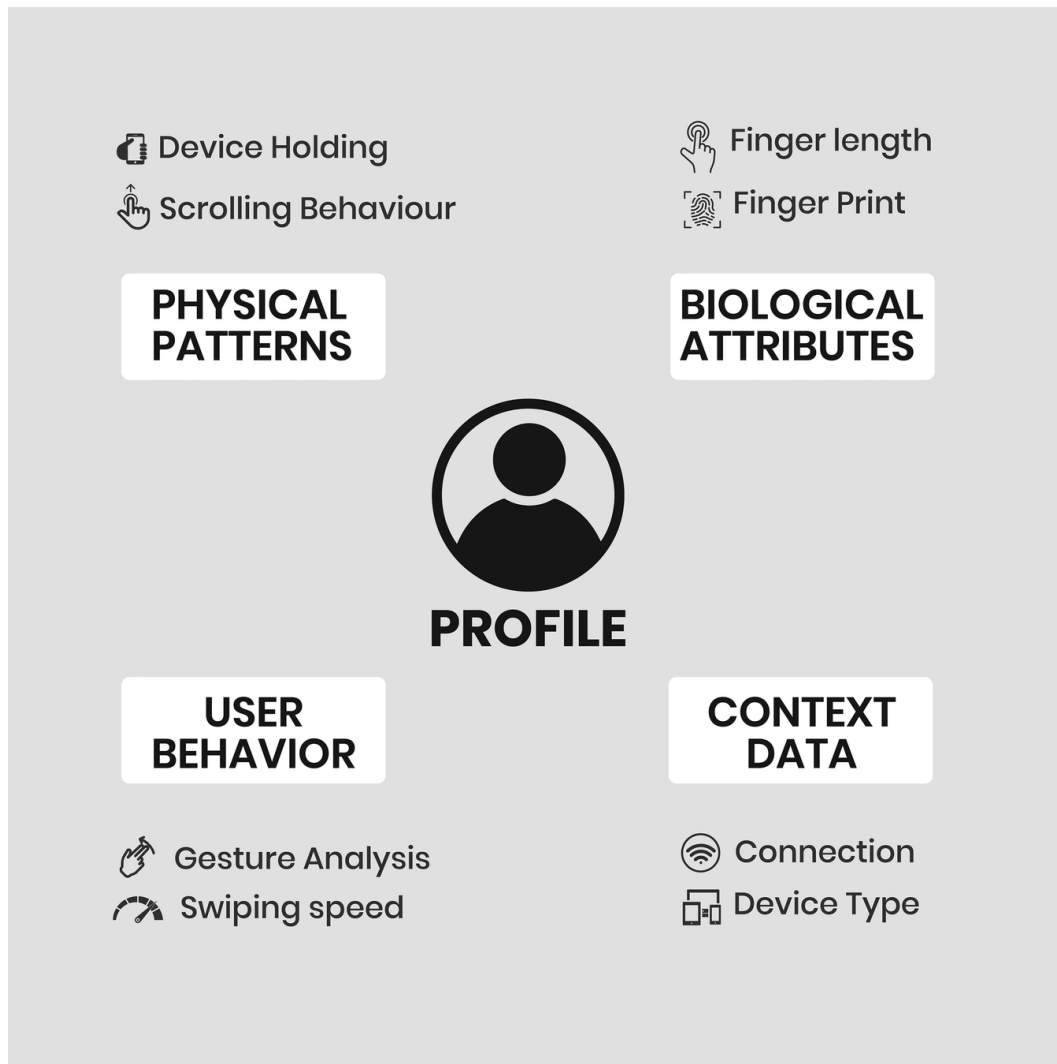 Device Holding
Scrolling Behaviour
PHYSICAL
PATTERNS
Finger length
Finger Print
BIOLOGICAL
ATTRIBUTES
PROFILE
USER
BEHAVIOR
Gesture Analysis
Swiping speed
CONTEXT
DATA
Connection
Device Type